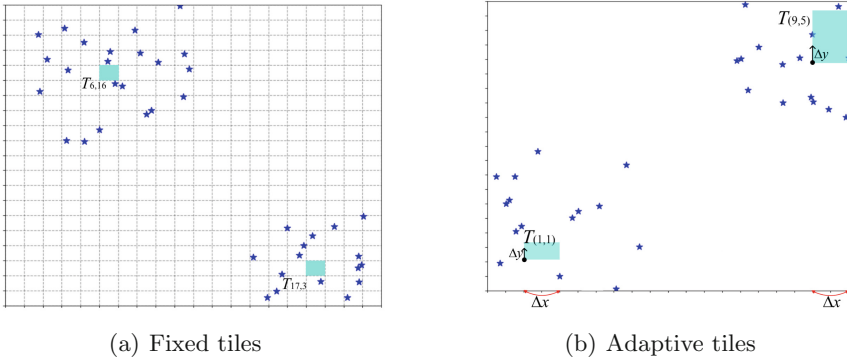 T6,16
T17,3
(a) Fixed tiles
T(9,5)
Δy
T(1,1)
Δy
Δx
Δx
(b) Adaptive tiles